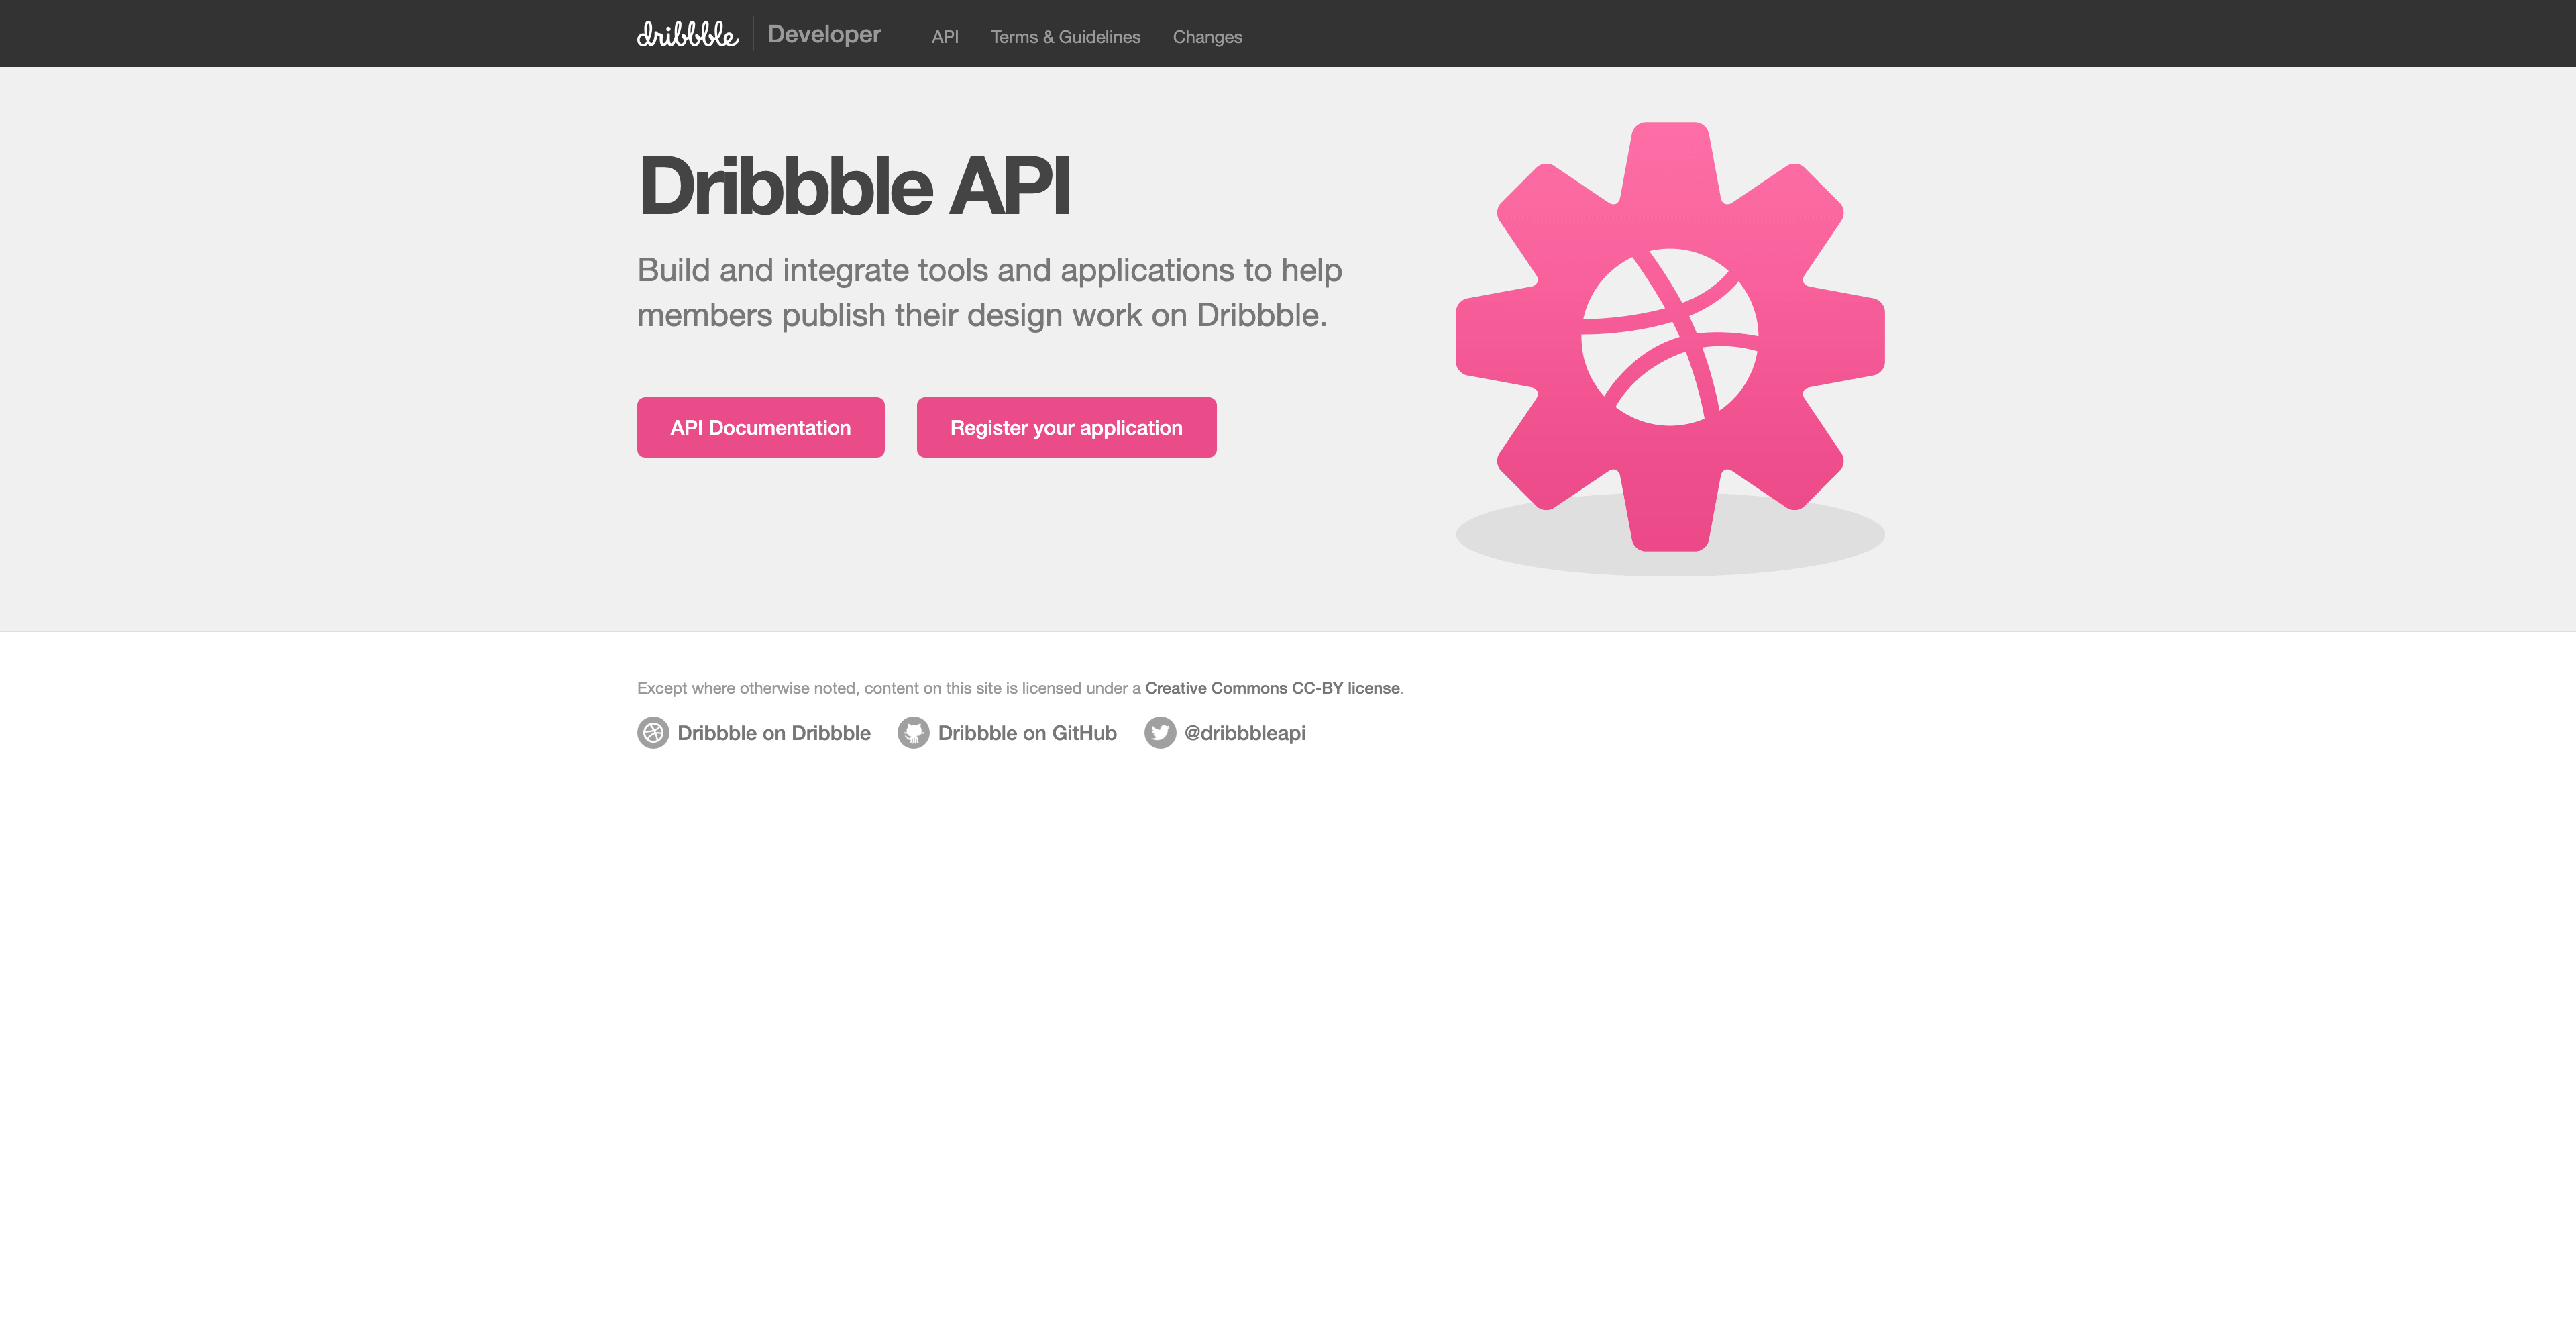 dribbble Developer API Terms & Guidelines Changes
Dribbble API
Build and integrate tools and applications to help
members publish their design work on Dribbble.
API Documentation Register your application
Except where otherwise noted, content on this site is licensed under a Creative Commons CC-BY license.
Dribbble on Dribbble Dribbble on GitHub @dribbbleapi